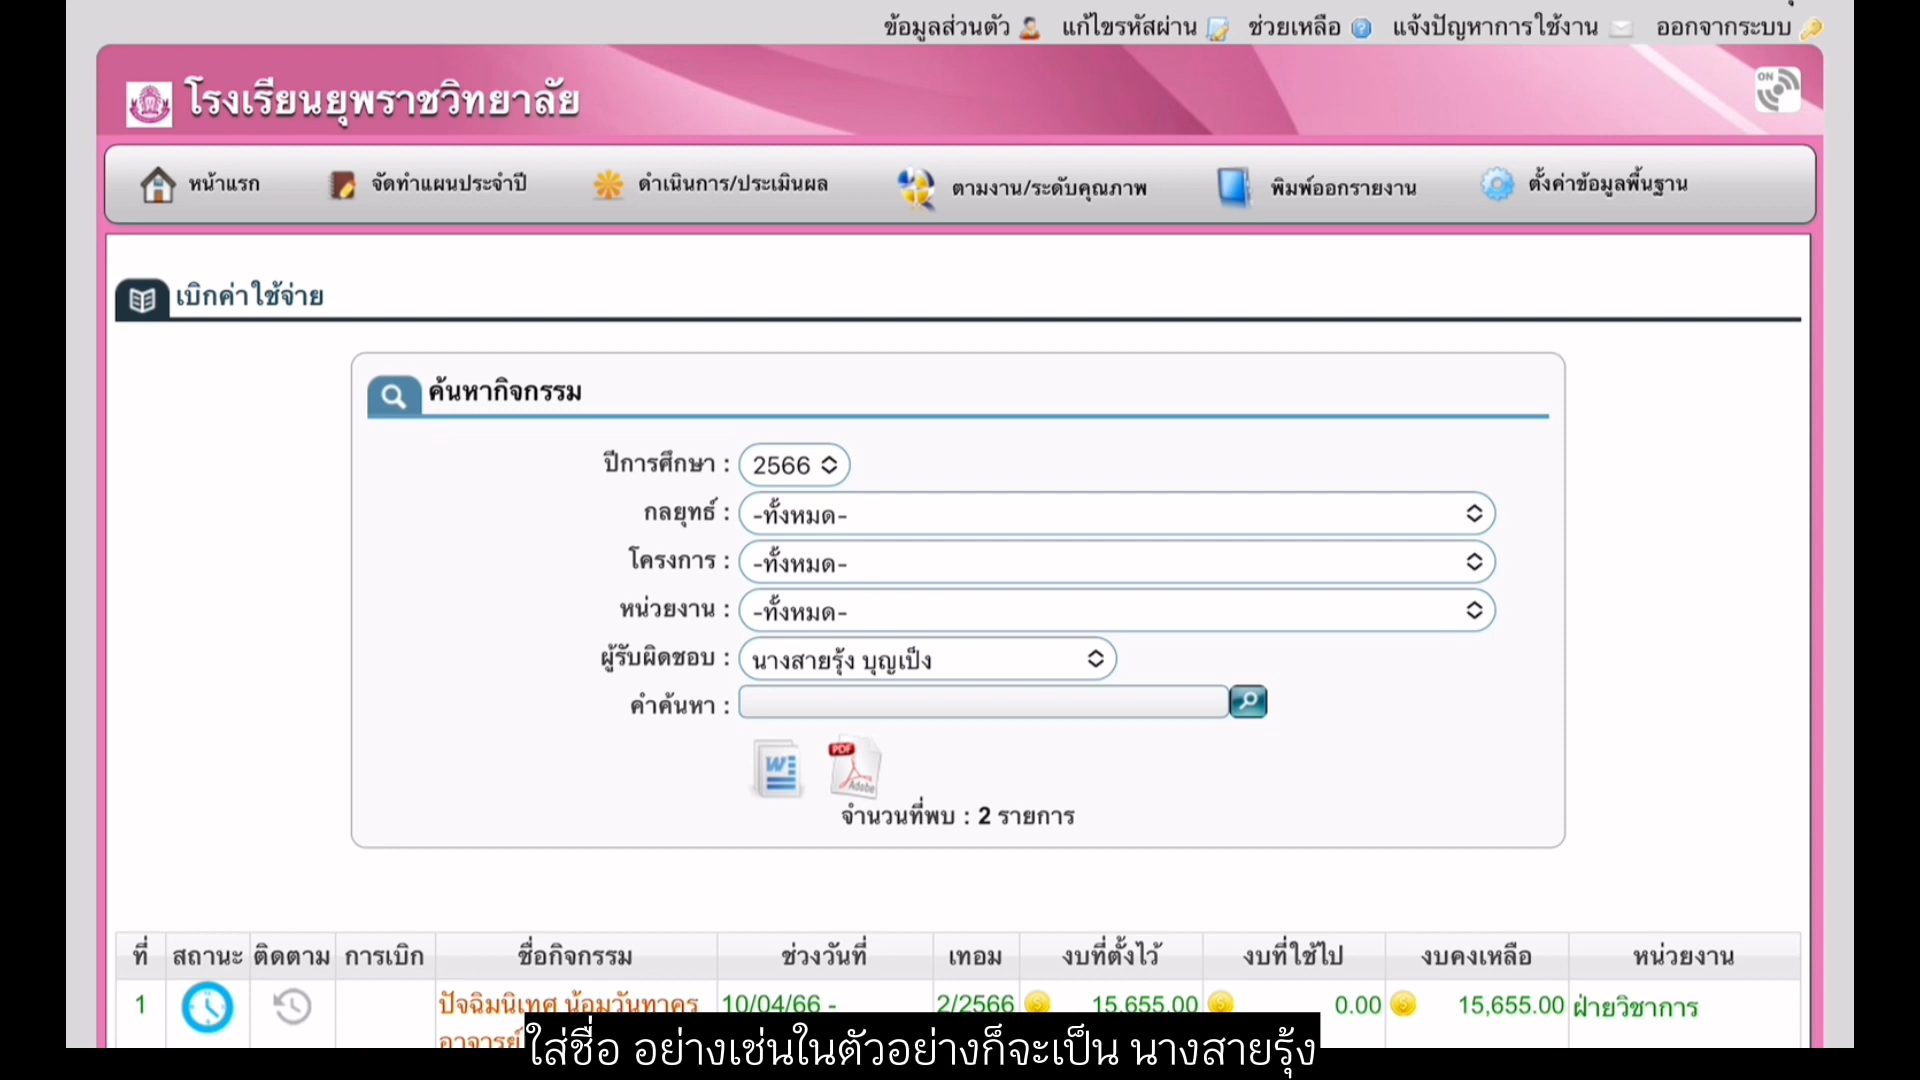 ข้อมูลส่วนตัว แก้ไขรหัสผ่าน ช่วยเหลือ แจ้งปัญหาการใช้งาน ออกจากระบบ
ON
โรงเรียนยุพราชวิทยาลัย
หน้าแรก จัดทำแผนประจำปี ดำเนินการ/ประเมินผล ตามงาน/ระดับคุณภาพ พิมพ์ออกรายงาน ตั้งค่าข้อมูลพื้นฐาน
เบิกค่าใช้จ่าย
ค้นหากิจกรรม
ปีการศึกษา : 2566
กลยุทธ์ : -ทั้งหมด-
โครงการ : -ทั้งหมด-
หน่วยงาน : -ทั้งหมด-
ผู้รับผิดชอบ : นางสายรุ้ง บุญเป็ง
คำค้นหา :
W PDF Adobe
จำนวนที่พบ : 2 รายการ
ที่ สถานะ ติดตาม การเบิก ชื่อกิจกรรม ช่วงวันที่ เทอม งบที่ตั้งไว้ งบที่ใช้ไป งบคงเหลือ หน่วยงาน
1 ปัจฉิมนิเทศ น้อมวันทาครู 10/04/66 - 2/2566 15,655.00 0.00 15,655.00 ฝ่ายวิชาการ
อาจารย์
ใส่ชื่อ อย่างเช่นในตัวอย่างก็จะเป็น นางสายรุ้ง